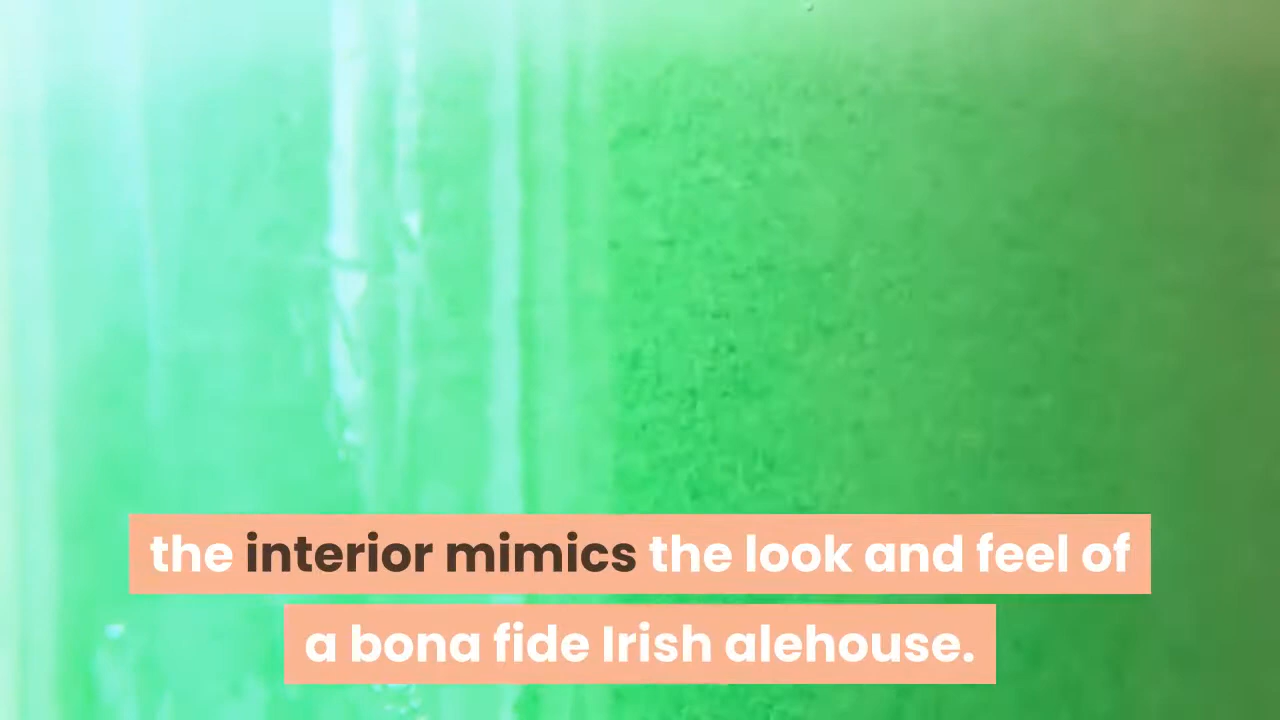 the interior mimics the look and feel of
a bona fide Irish alehouse.